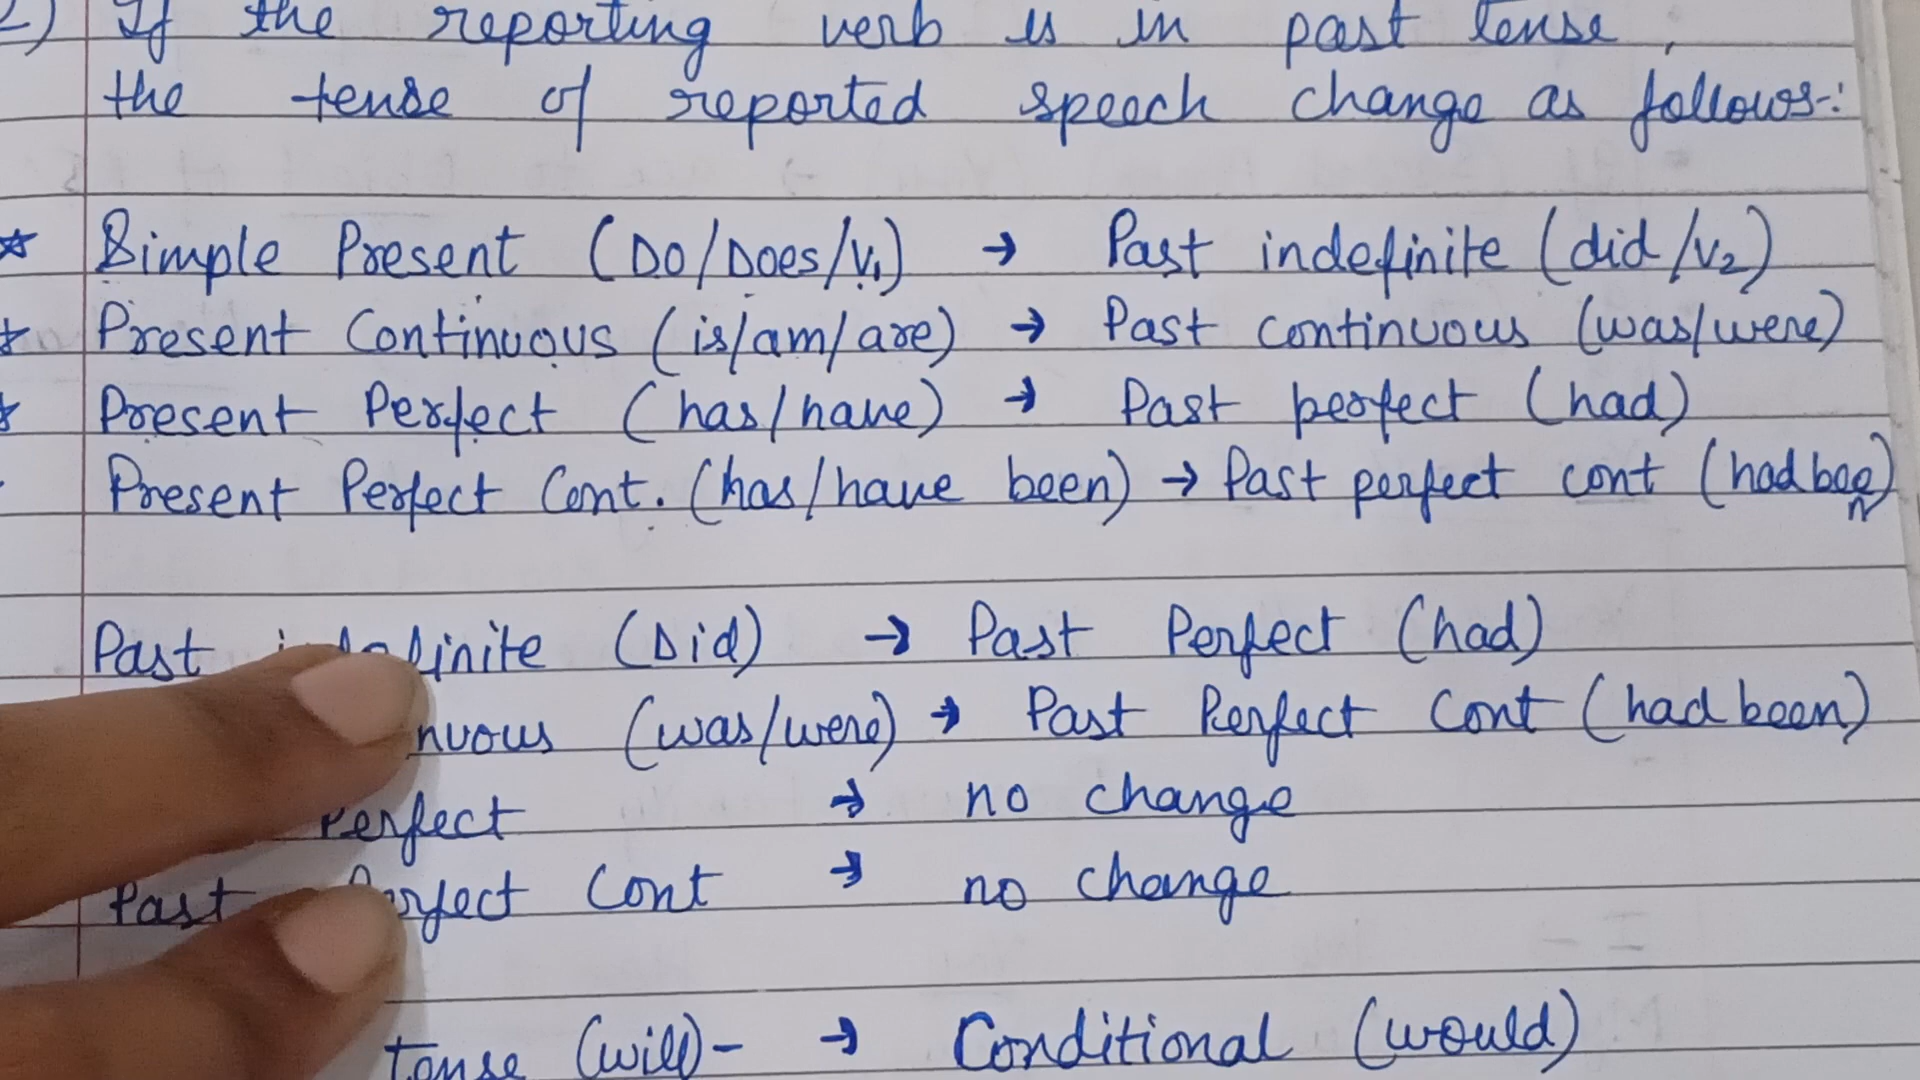 2) If the reporting verb is in past tense,
the tense of reported speech change as follows-:
☆ Simple Present (DO/Does/V₁) → Past indefinite (did/V₂)
☆ Present Continuous (is/am/are) → Past continuous (was/were)
☆ Present Perfect (has/have) → Past perfect (had)
Present Perfect Cont. (has/have been) → Past perfect cont (had been)
Past indefinite (Did) → Past Perfect (had)
nuous (was/were) → Past Perfect Cont (had been)
Perfect → no change
Past Perfect Cont → no change
Tense (will)- → Conditional (would)